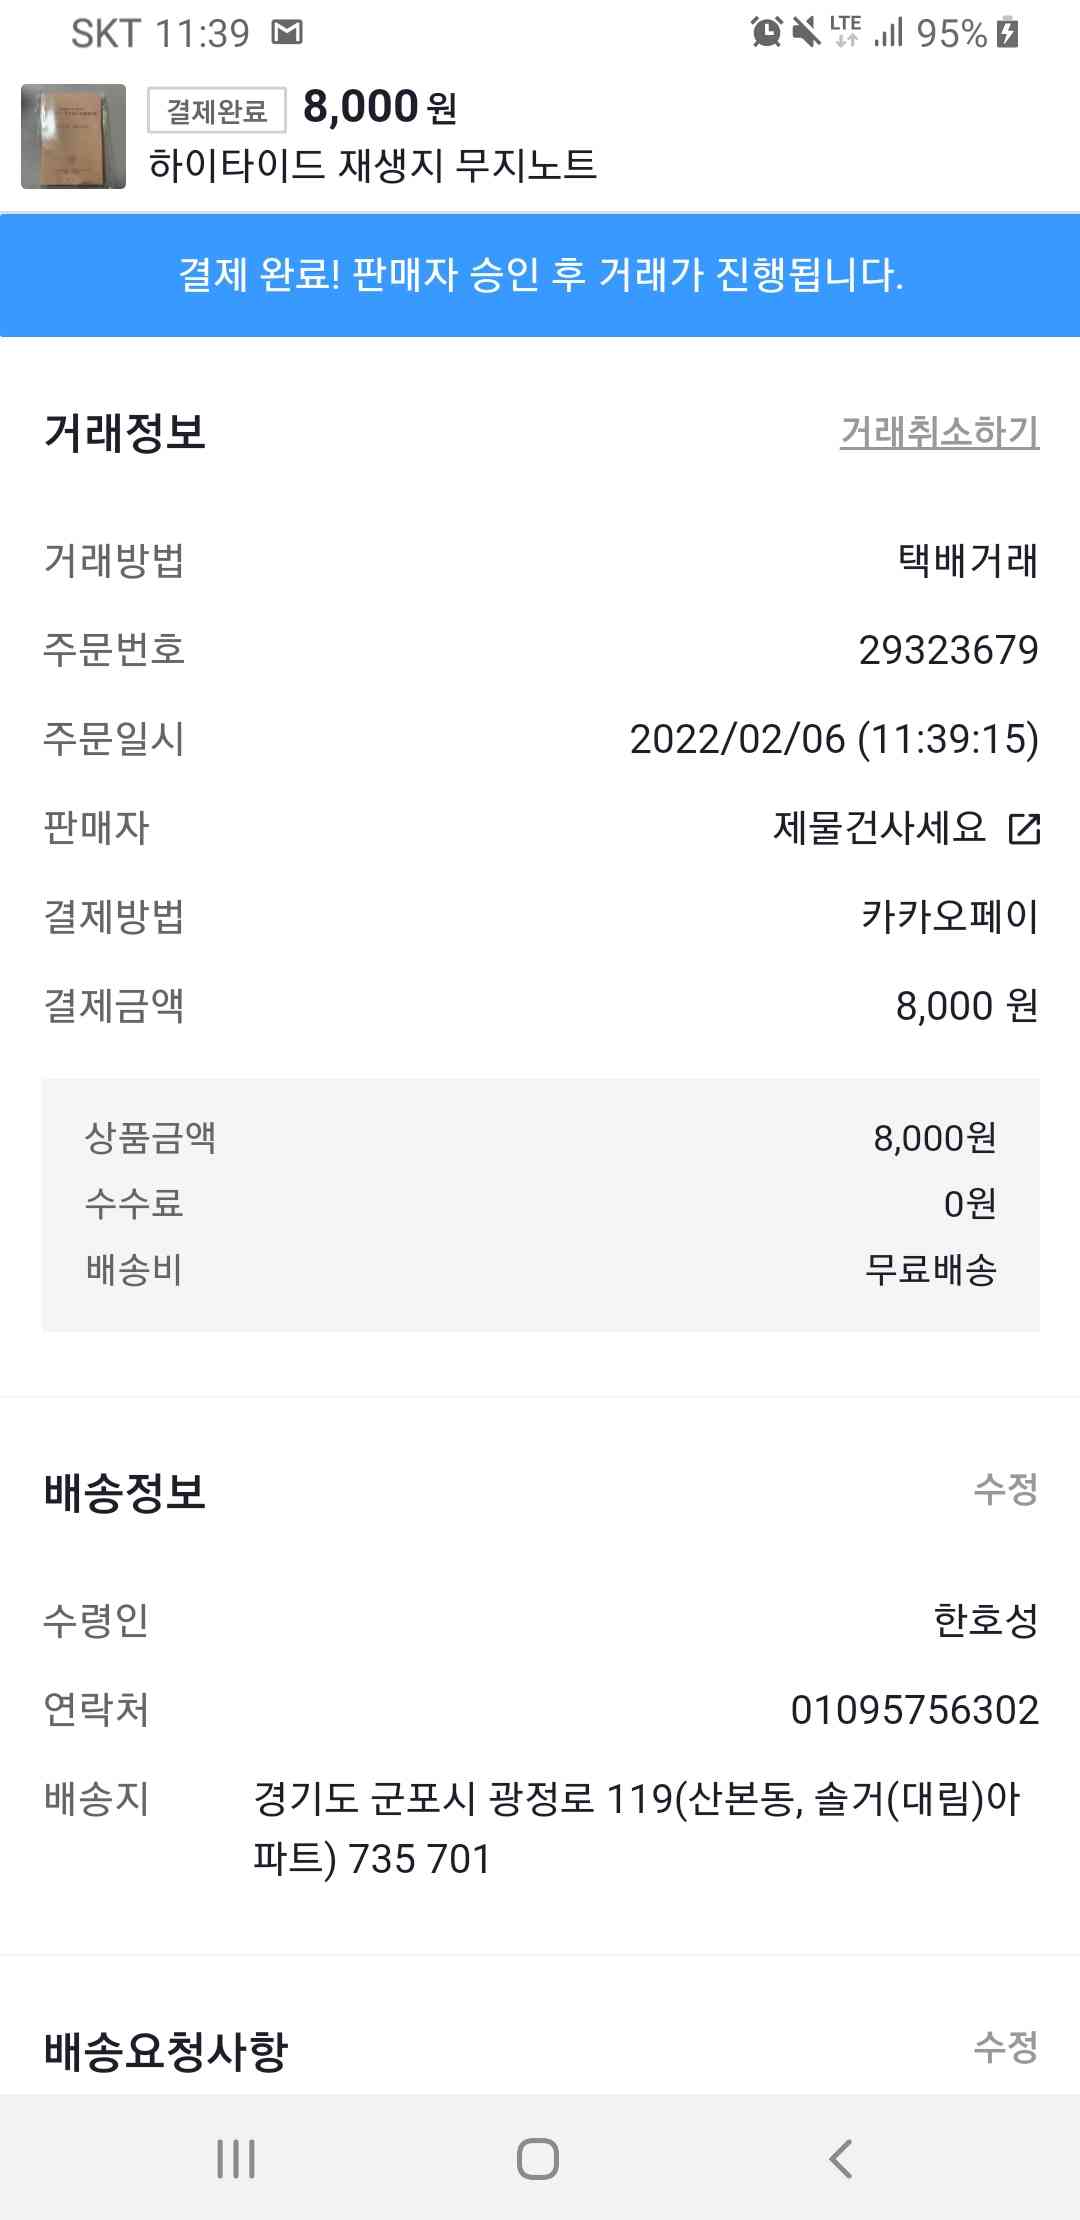 SKT 11:39
LTE 95%
결제완료 8,000원
하이타이드 재생지 무지노트
결제 완료! 판매자 승인 후 거래가 진행됩니다.
거래정보 거래취소하기
거래방법 택배거래
주문번호 29323679
주문일시 2022/02/06 (11:39:15)
판매자 제물건사세요
결제방법 카카오페이
결제금액 8,000 원
상품금액 8,000원
수수료 0원
배송비 무료배송
배송정보 수정
수령인 한호성
연락처 01095756302
배송지 경기도 군포시 광정로 119(산본동, 솔거(대림)아
파트) 735 701
배송요청사항 수정